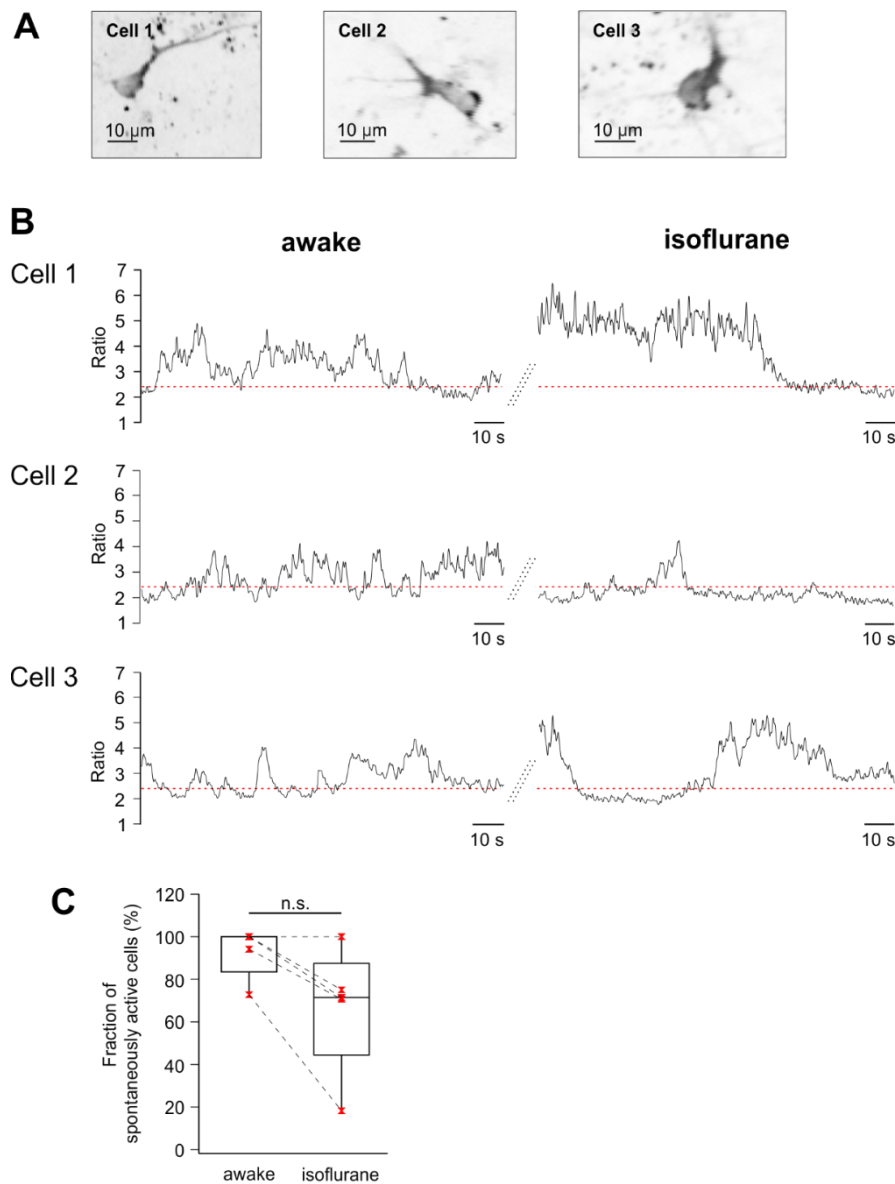 A
Cell 1
10 µm
Cell 2
10 µm
Cell 3
10 µm
B
awake
isoflurane
Cell 1
Ratio
7
6
5
4
3
2
1
10 s
10 s
Cell 2
Ratio
7
6
5
4
3
2
1
10 s
10 s
Cell 3
Ratio
7
6
5
4
3
2
1
10 s
10 s
C
Fraction of
spontaneously active cells (%)
120
100
80
60
40
20
0
n.s.
awake
isoflurane